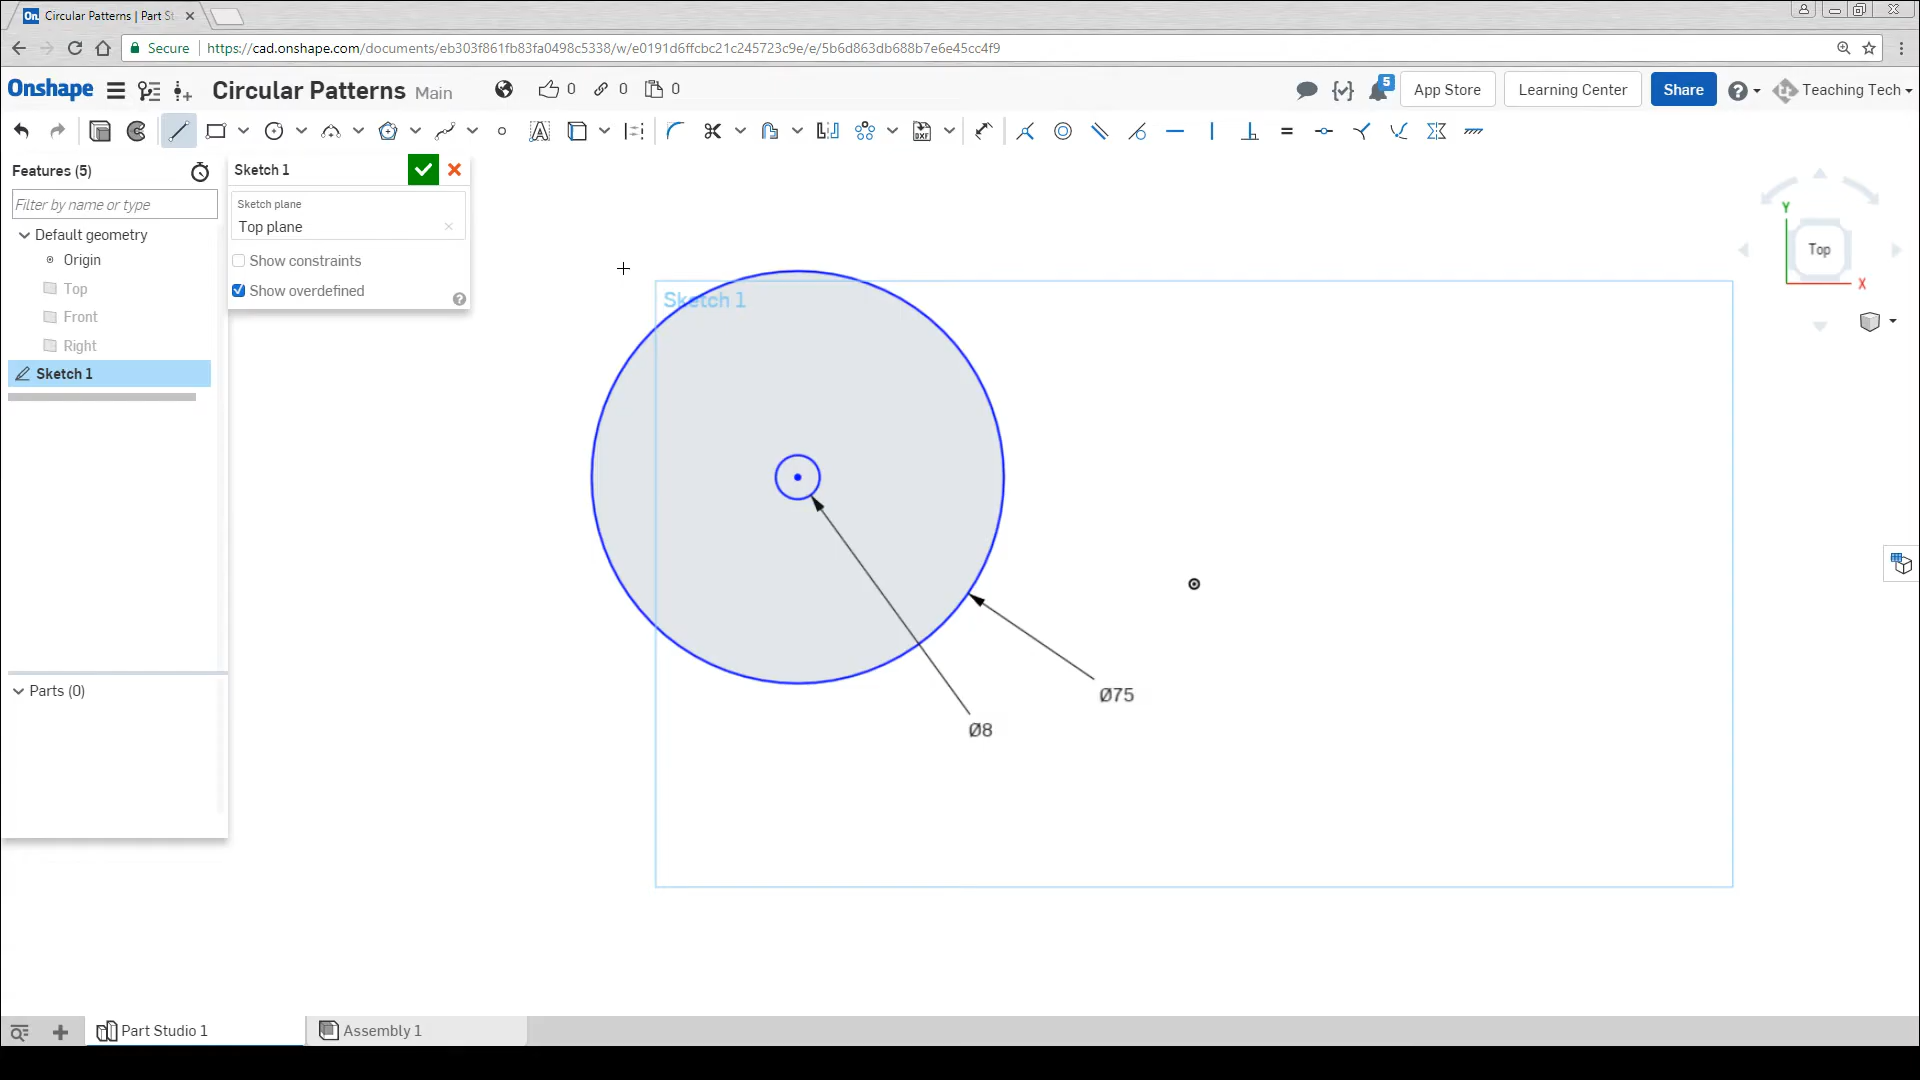 On Circular Patterns | Part St
Secure https://cad.onshape.com/documents/eb303f861fb83fa0498c5338/w/e0191d6ffcbc21c245723c9e/e/5b6d863db688b7e6e45cc4f9
Onshape Circular Patterns Main 0 0 0 5 App Store Learning Center Share Teaching Tech
DXF
Features (5)
Filter by name or type
Default geometry
Origin
Top
Front
Right
Sketch 1
Parts (0)
Sketch 1
Sketch plane
Top plane
Show constraints
Show overdefined
Sketch 1
Ø75
Ø8
Y
Top
X
Part Studio 1 Assembly 1